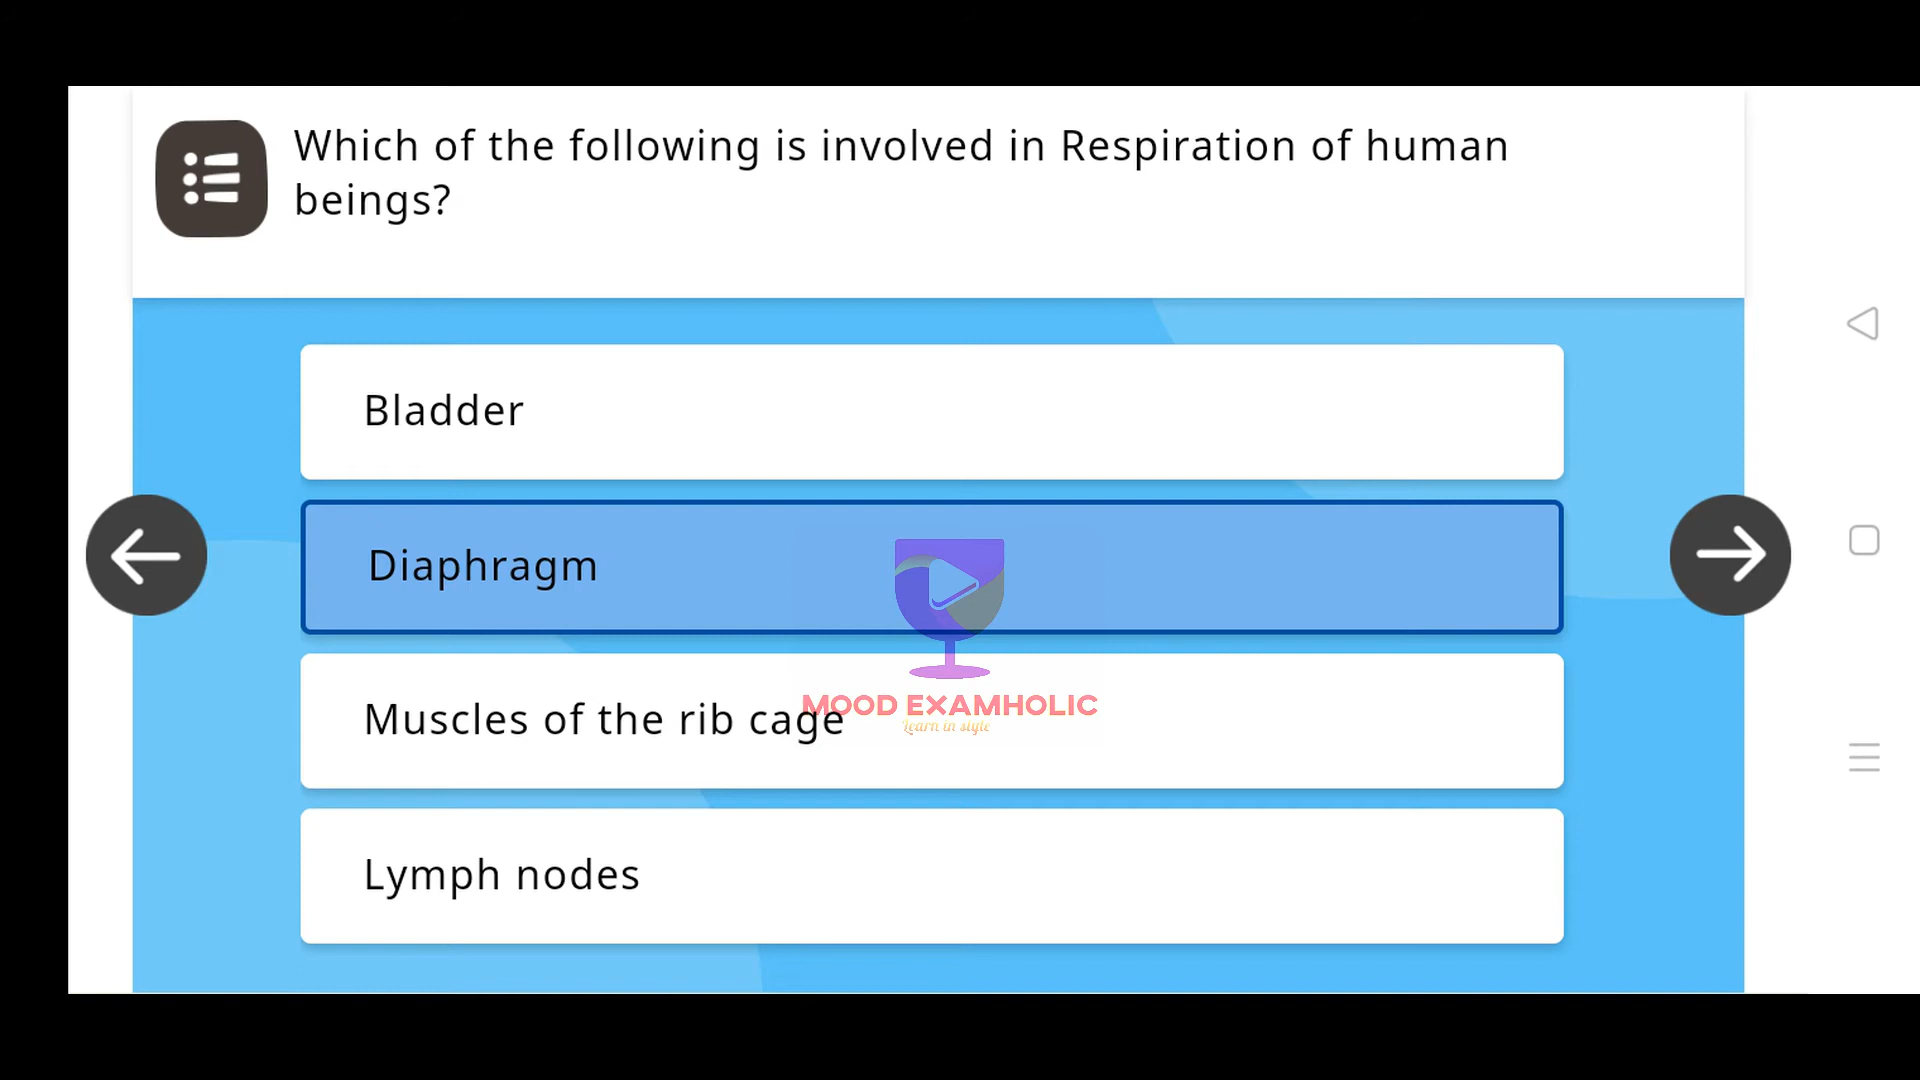 Which of the following is involved in Respiration of human
beings?
Bladder
Diaphragm
Muscles of the rib cage
MOOD EXAMHOLIC
Learn in style
Lymph nodes